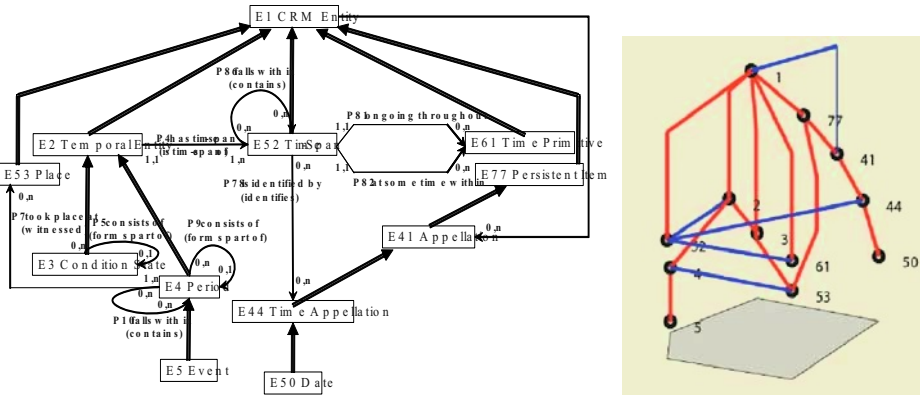 E1 CRM Entity
P86 falls within
(contains)
0,n
0,n
0,n
P81 ongoing throughout
1,1
0,n
E2 Temporal Entity
P4 has time-span
(is time-span of)
1,1
1,n
E52 Time-Span
E61 Time Primitive
1,1
0,n
P82 at some time within
E53 Place
0,n
0,n
P78 is identified by
(identifies)
E77 Persistent Item
P7 took place at
(witnessed
P5 consists of
(forms part of)
0,n
0,1
P9 consists of
(forms part of)
0,n
0,1
E41 Appellation
0,n
E3 Condition State
1,n
E4 Period
0,n
0,n
P10 falls within
(contains)
0,n
E44 Time Appellation
E5 Event
E50 Date
1
77
41
2
44
52
3
50
4
61
53
5